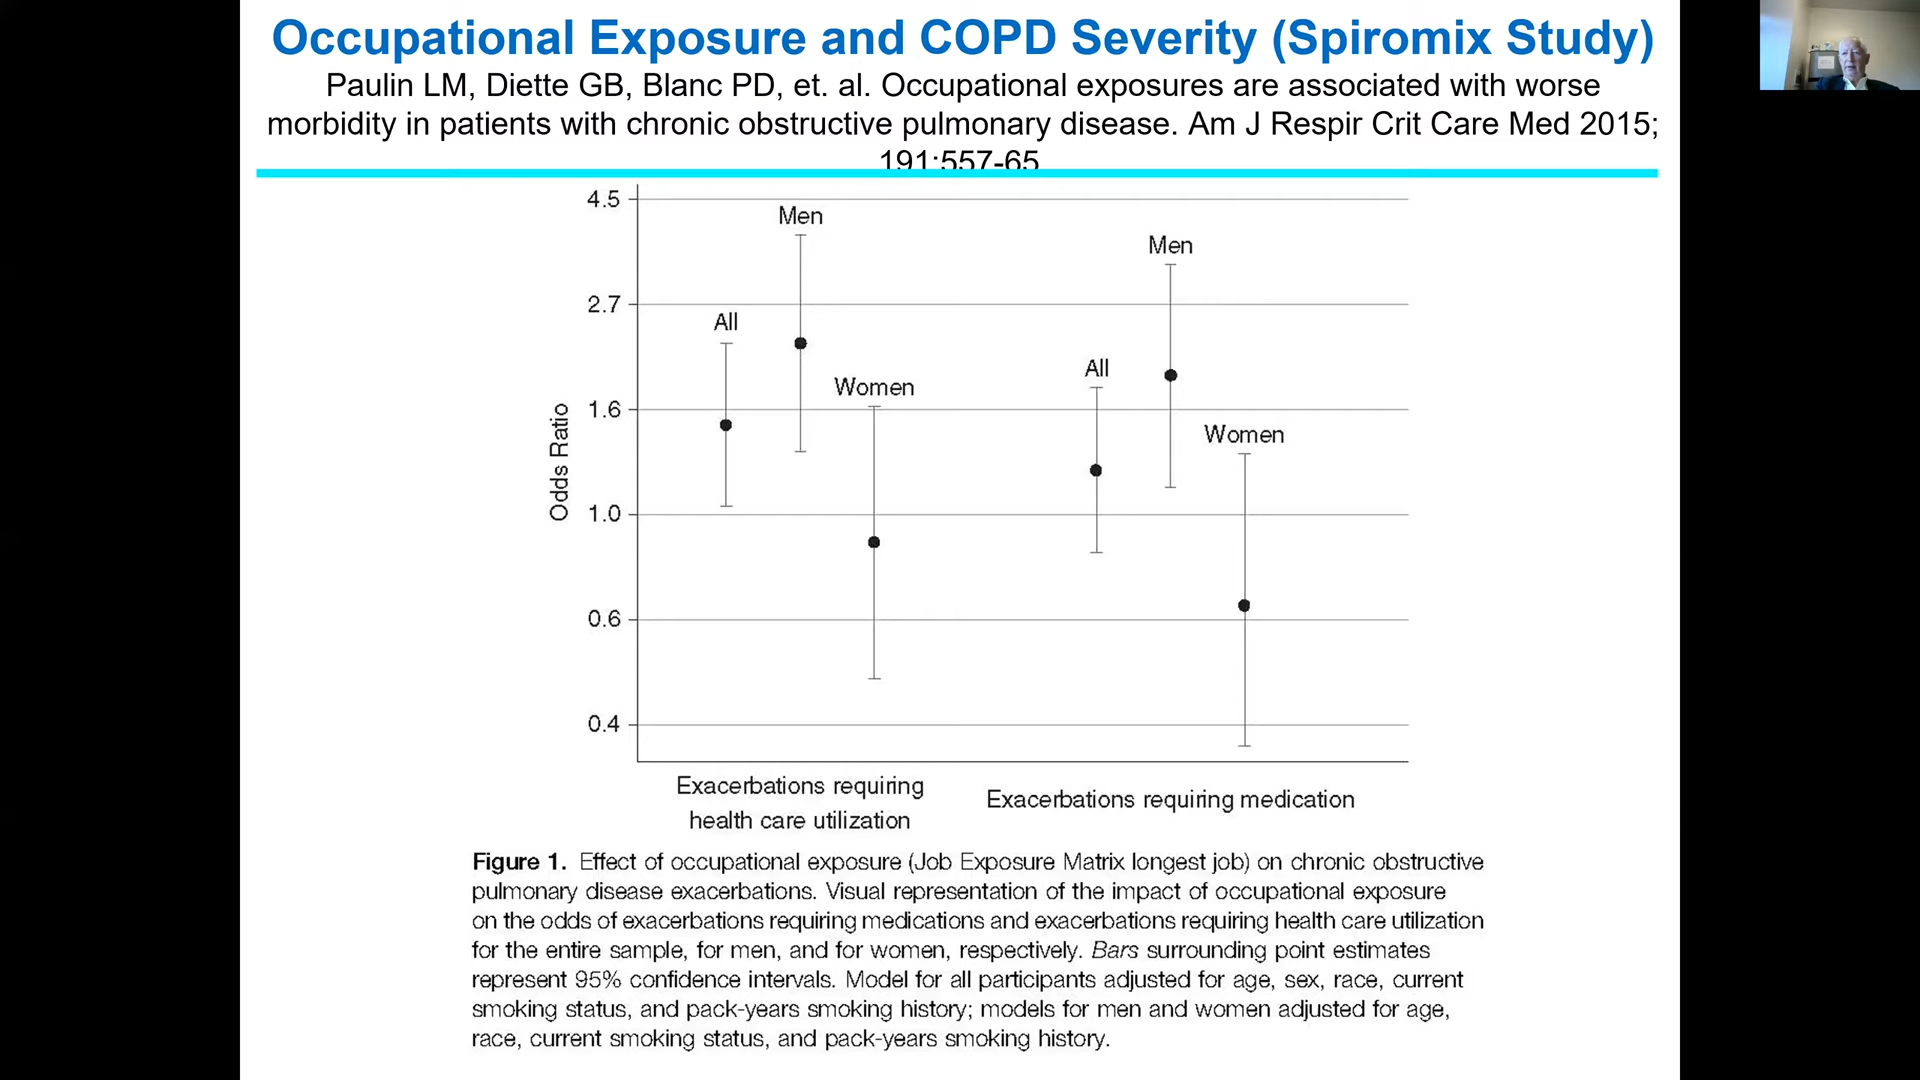 Occupational Exposure and COPD Severity (Spiromix Study)
Paulin LM, Diette GB, Blanc PD, et. al. Occupational exposures are associated with worse
morbidity in patients with chronic obstructive pulmonary disease. Am J Respir Crit Care Med 2015;
191:557-65
4.5
Men
Men
2.7
All
All
Women
1.6
Women
Odds Ratio
1.0
0.6
0.4
Exacerbations requiring
health care utilization
Exacerbations requiring medication
Figure 1. Effect of occupational exposure (Job Exposure Matrix longest job) on chronic obstructive
pulmonary disease exacerbations. Visual representation of the impact of occupational exposure
on the odds of exacerbations requiring medications and exacerbations requiring health care utilization
for the entire sample, for men, and for women, respectively. Bars surrounding point estimates
represent 95% confidence intervals. Model for all participants adjusted for age, sex, race, current
smoking status, and pack-years smoking history; models for men and women adjusted for age,
race, current smoking status, and pack-years smoking history.